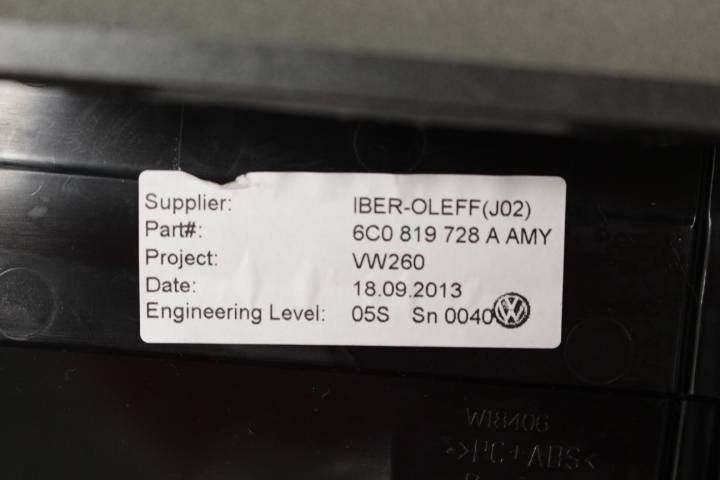 Supplier: IBER-OLEFF(J02)
Part#: 6C0 819 728 A AMY
Project: VW260
Date: 18.09.2013
Engineering Level: 05S Sn 0040
W18406
>PC+ABS<